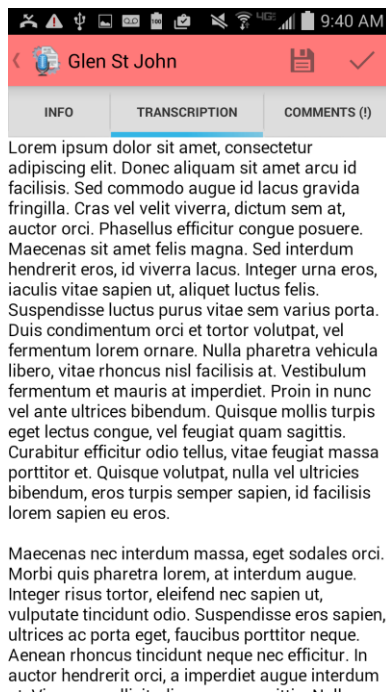 4G
9:40 AM
Glen St John
INFO
TRANSCRIPTION
COMMENTS (!)
Lorem ipsum dolor sit amet, consectetur
adipiscing elit. Donec aliquam sit amet arcu id
facilisis. Sed commodo augue id lacus gravida
fringilla. Cras vel velit viverra, dictum sem at,
auctor orci. Phasellus efficitur congue posuere.
Maecenas sit amet felis magna. Sed interdum
hendrerit eros, id viverra lacus. Integer urna eros,
iaculis vitae sapien ut, aliquet luctus felis.
Suspendisse luctus purus vitae sem varius porta.
Duis condimentum orci et tortor volutpat, vel
fermentum lorem ornare. Nulla pharetra vehicula
libero, vitae rhoncus nisl facilisis at. Vestibulum
fermentum et mauris at imperdiet. Proin in nunc
vel ante ultrices bibendum. Quisque mollis turpis
eget lectus congue, vel feugiat quam sagittis.
Curabitur efficitur odio tellus, vitae feugiat massa
porttitor et. Quisque volutpat, nulla vel ultricies
bibendum, eros turpis semper sapien, id facilisis
lorem sapien eu eros.
Maecenas nec interdum massa, eget sodales orci.
Morbi quis pharetra lorem, at interdum augue.
Integer risus tortor, eleifend nec sapien ut,
vulputate tincidunt odio. Suspendisse eros sapien,
ultrices ac porta eget, faucibus porttitor neque.
Aenean rhoncus tincidunt neque nec efficitur. In
auctor hendrerit orci, a imperdiet augue interdum